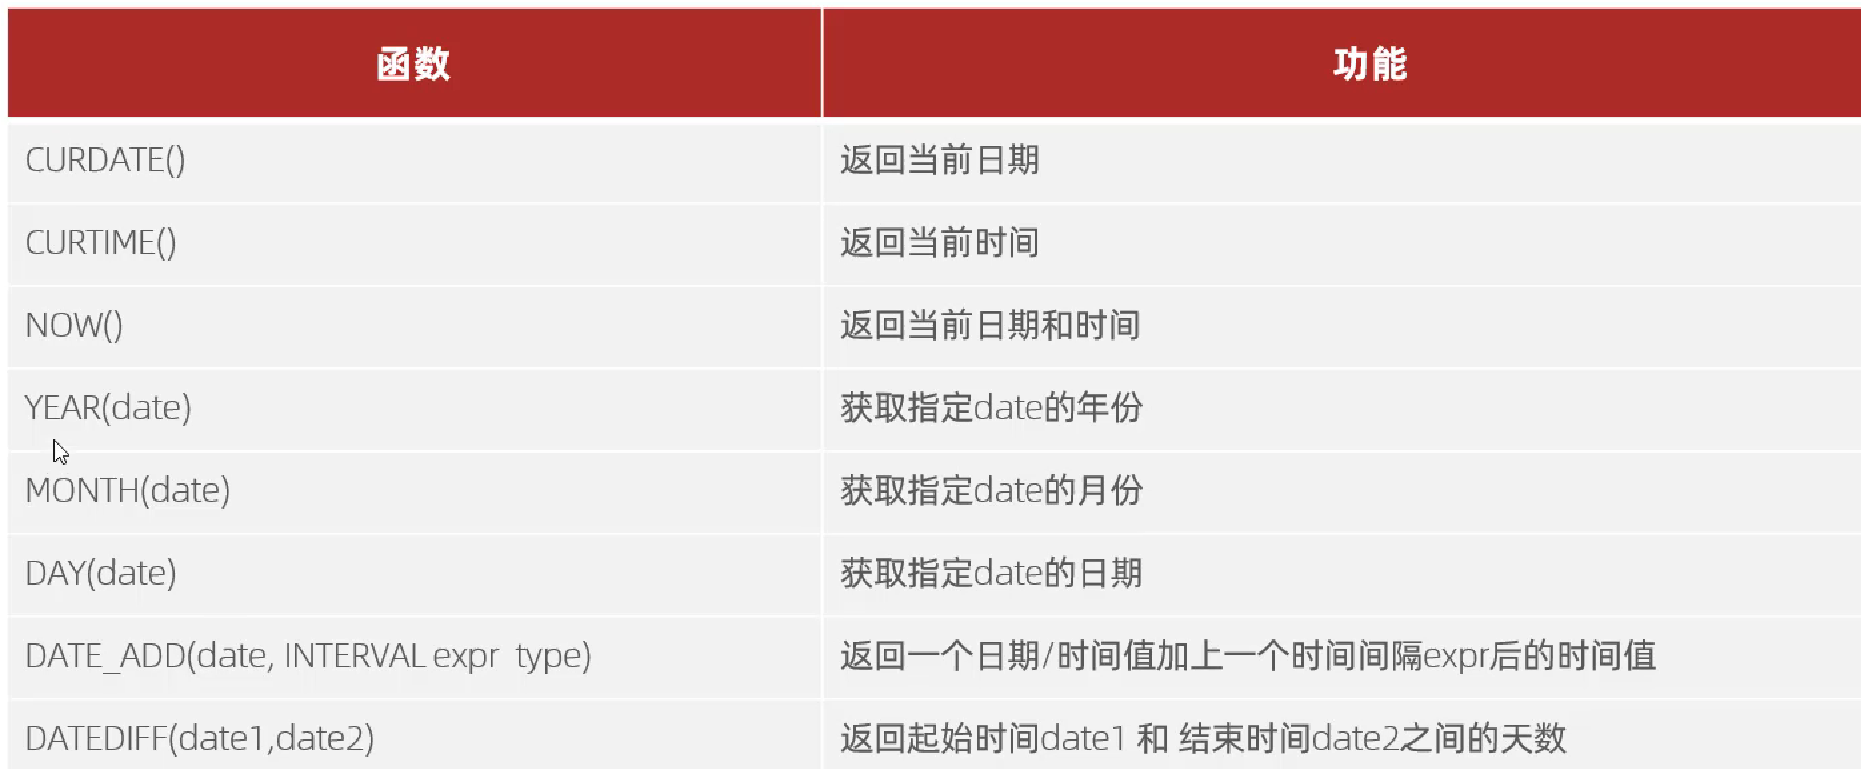 函数 功能
CURDATE() 返回当前日期
CURTIME() 返回当前时间
NOW() 返回当前日期和时间
YEAR(date) 获取指定date的年份
MONTH(date) 获取指定date的月份
DAY(date) 获取指定date的日期
DATE_ADD(date, INTERVAL expr type) 返回一个日期/时间值加上一个时间间隔expr后的时间值
DATEDIFF(date1,date2) 返回起始时间date1 和 结束时间date2之间的天数